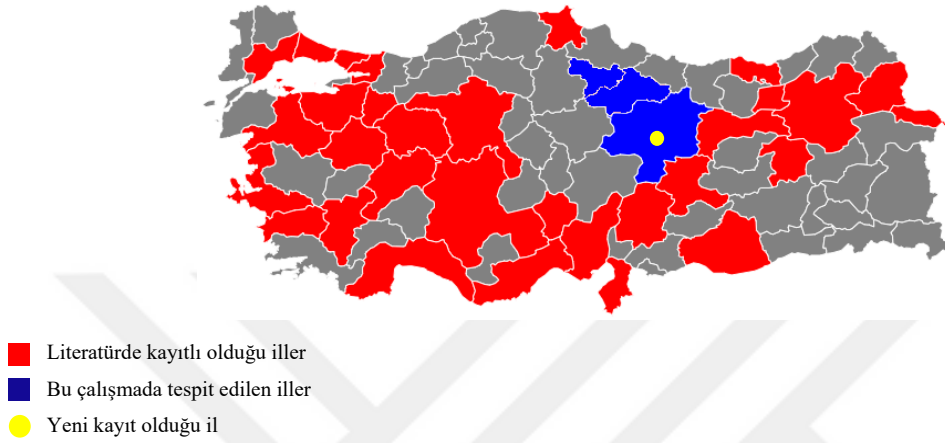 Literatürde kayıtlı olduğu iller
Bu çalışmada tespit edilen iller
Yeni kayıt olduğu il